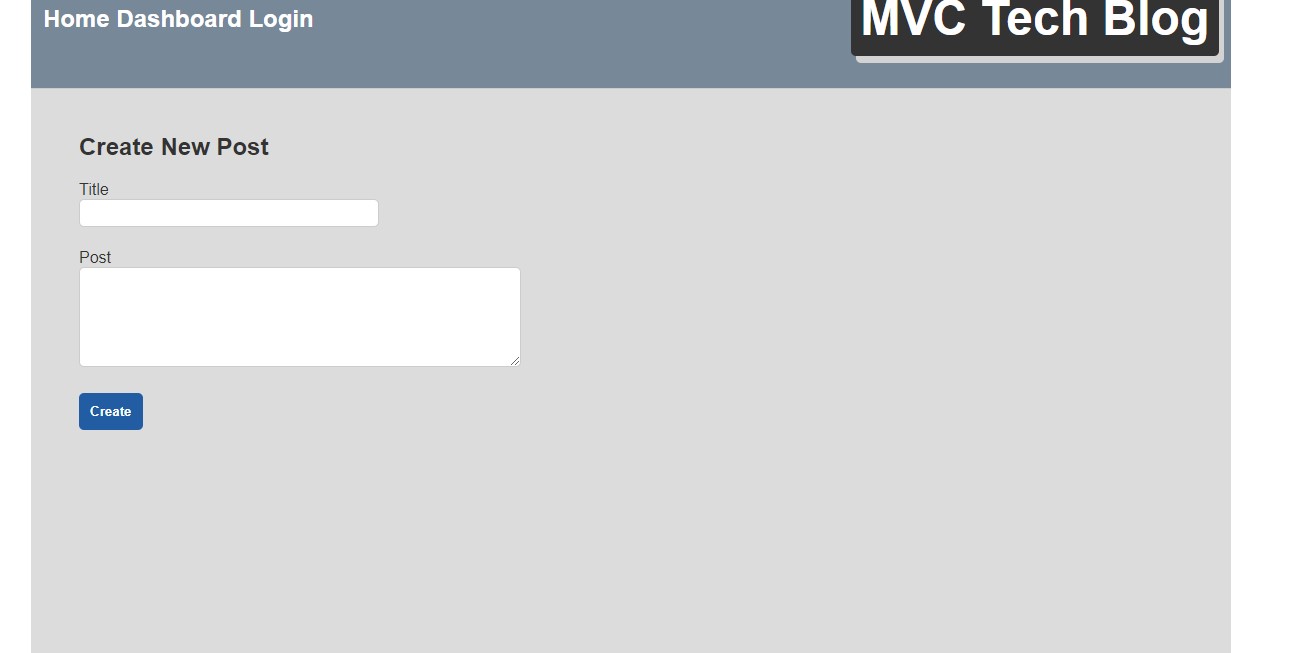 Home Dashboard Login
MVC Tech Blog
Create New Post
Title
Post
Create